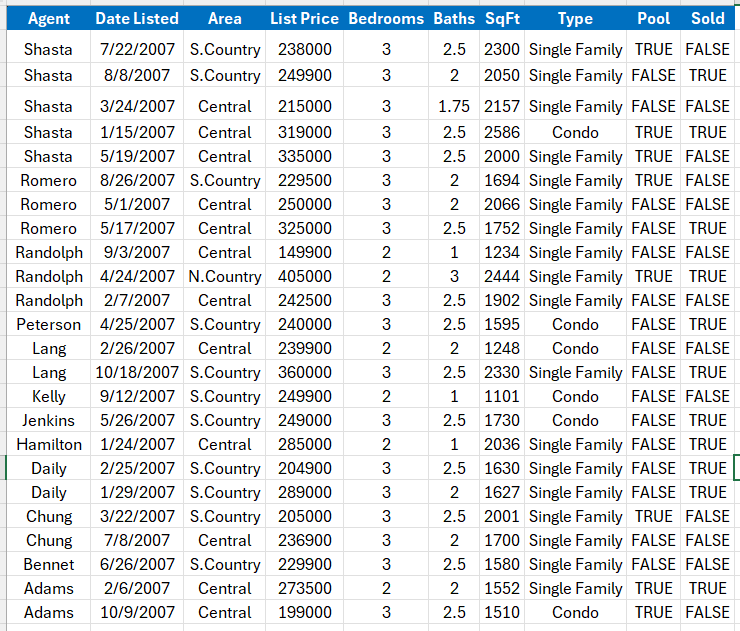 Agent Date Listed Area List Price Bedrooms Baths SqFt Type Pool Sold
Shasta 7/22/2007 S.Country 238000 3 2.5 2300 Single Family TRUE FALSE
Shasta 8/8/2007 S.Country 249900 3 2 2050 Single Family FALSE TRUE
Shasta 3/24/2007 Central 215000 3 1.75 2157 Single Family FALSE FALSE
Shasta 1/15/2007 Central 319000 3 2.5 2586 Condo TRUE TRUE
Shasta 5/19/2007 Central 335000 3 2.5 2000 Single Family TRUE FALSE
Romero 8/26/2007 S.Country 229500 3 2 1694 Single Family TRUE FALSE
Romero 5/1/2007 Central 250000 3 2 2066 Single Family FALSE FALSE
Romero 5/17/2007 Central 325000 3 2.5 1752 Single Family FALSE TRUE
Randolph 9/3/2007 Central 149900 2 1 1234 Single Family FALSE FALSE
Randolph 4/24/2007 N.Country 405000 2 3 2444 Single Family TRUE TRUE
Randolph 2/7/2007 Central 242500 3 2.5 1902 Single Family FALSE FALSE
Peterson 4/25/2007 S.Country 240000 3 2.5 1595 Condo FALSE TRUE
Lang 2/26/2007 Central 239900 2 2 1248 Condo FALSE FALSE
Lang 10/18/2007 S.Country 360000 3 2.5 2330 Single Family FALSE TRUE
Kelly 9/12/2007 S.Country 249900 2 1 1101 Condo FALSE FALSE
Jenkins 5/26/2007 S.Country 249000 3 2.5 1730 Condo FALSE TRUE
Hamilton 1/24/2007 Central 285000 2 1 2036 Single Family FALSE TRUE
Daily 2/25/2007 S.Country 204900 3 2.5 1630 Single Family FALSE TRUE
Daily 1/29/2007 S.Country 289000 3 2 1627 Single Family FALSE TRUE
Chung 3/22/2007 S.Country 205000 3 2.5 2001 Single Family TRUE FALSE
Chung 7/8/2007 Central 236900 3 2 1700 Single Family FALSE FALSE
Bennet 6/26/2007 S.Country 229900 3 2.5 1580 Single Family FALSE FALSE
Adams 2/6/2007 Central 273500 2 2 1552 Single Family TRUE TRUE
Adams 10/9/2007 Central 199000 3 2.5 1510 Condo TRUE FALSE